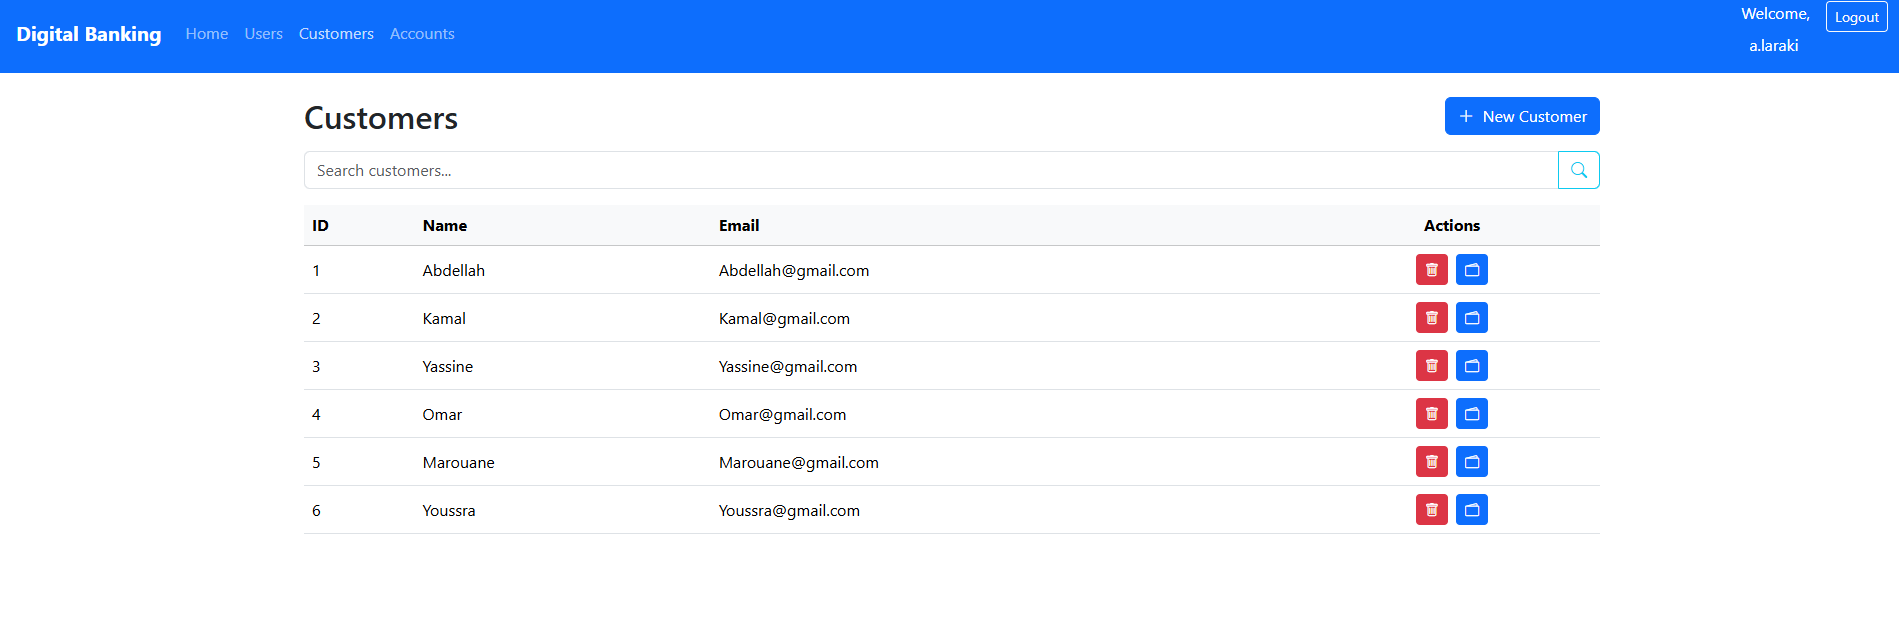 Digital Banking Home Users Customers Accounts Welcome, Logout
a.laraki
Customers + New Customer
Search customers...
ID Name Email Actions
1 Abdellah Abdellah@gmail.com
2 Kamal Kamal@gmail.com
3 Yassine Yassine@gmail.com
4 Omar Omar@gmail.com
5 Marouane Marouane@gmail.com
6 Youssra Youssra@gmail.com